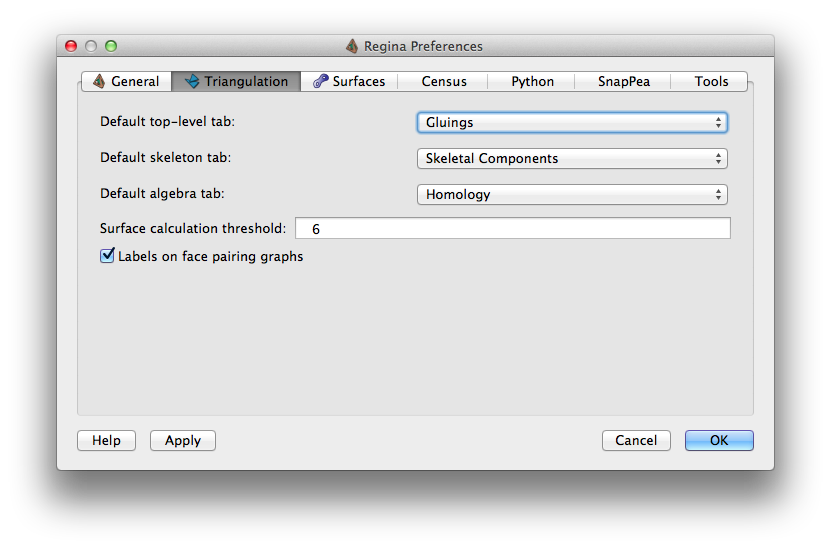 Regina Preferences
General Triangulation Surfaces Census Python SnapPea Tools
Default top-level tab: Gluings
Default skeleton tab: Skeletal Components
Default algebra tab: Homology
Surface calculation threshold: 6
Labels on face pairing graphs
Help Apply Cancel OK